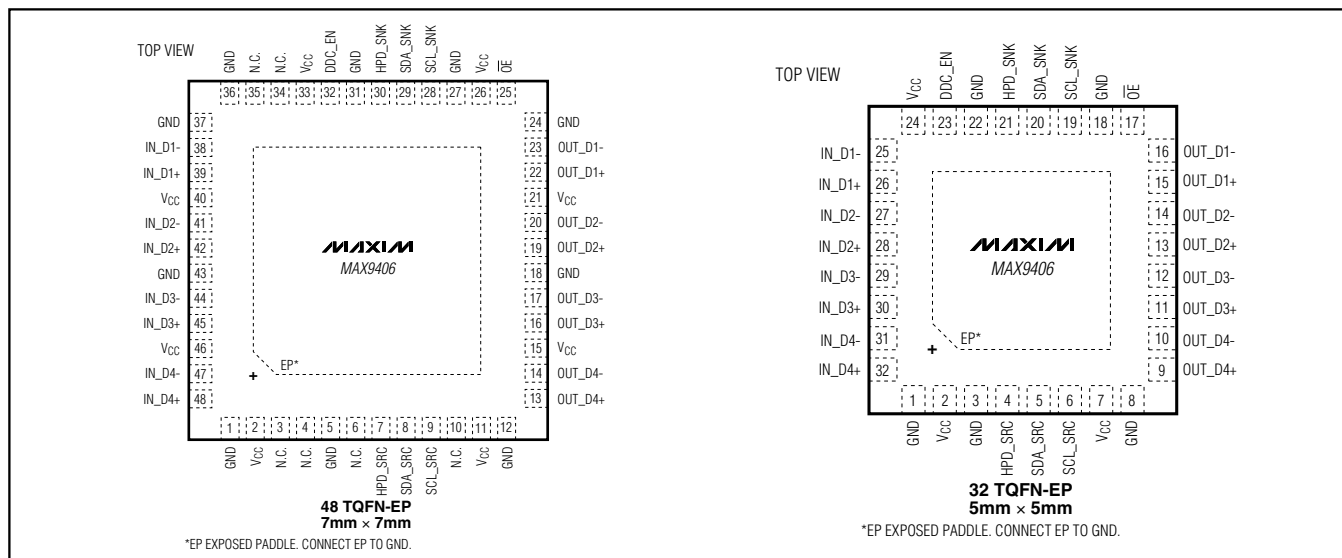 TOP VIEW
GND N.C. N.C. VCC DDC_EN GND HPD_SNK SDA_SNK SCL_SNK GND VCC OE
36 35 34 33 32 31 30 29 28 27 26 25
GND 37 24 GND
IN_D1- 38 23 OUT_D1-
IN_D1+ 39 22 OUT_D1+
VCC 40 21 VCC
IN_D2- 41 20 OUT_D2-
IN_D2+ 42 19 OUT_D2+
GND 43 18 GND
IN_D3- 44 17 OUT_D3-
IN_D3+ 45 16 OUT_D3+
VCC 46 15 VCC
IN_D4- 47 14 OUT_D4-
IN_D4+ 48 13 OUT_D4+
MAXIM
MAX9406
EP*
+
1 2 3 4 5 6 7 8 9 10 11 12
GND VCC N.C. N.C. GND N.C. HPD_SRC SDA_SRC SCL_SRC N.C. VCC GND
48 TQFN-EP
7mm × 7mm
*EP EXPOSED PADDLE. CONNECT EP TO GND.
TOP VIEW
VCC DDC_EN GND HPD_SNK SDA_SNK SCL_SNK GND OE
24 23 22 21 20 19 18 17
IN_D1- 25 16 OUT_D1-
IN_D1+ 26 15 OUT_D1+
IN_D2- 27 14 OUT_D2-
IN_D2+ 28 13 OUT_D2+
IN_D3- 29 12 OUT_D3-
IN_D3+ 30 11 OUT_D3+
IN_D4- 31 10 OUT_D4-
IN_D4+ 32 9 OUT_D4+
MAXIM
MAX9406
EP*
+
1 2 3 4 5 6 7 8
GND VCC GND HPD_SRC SDA_SRC SCL_SRC VCC GND
32 TQFN-EP
5mm × 5mm
*EP EXPOSED PADDLE. CONNECT EP TO GND.